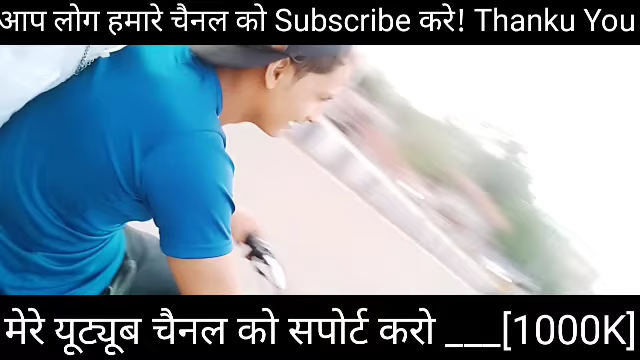 आप लोग हमारे चैनल को Subscribe करे! Thanku You
मेरे यूट्यूब चैनल को सपोर्ट करो ___[1000K]